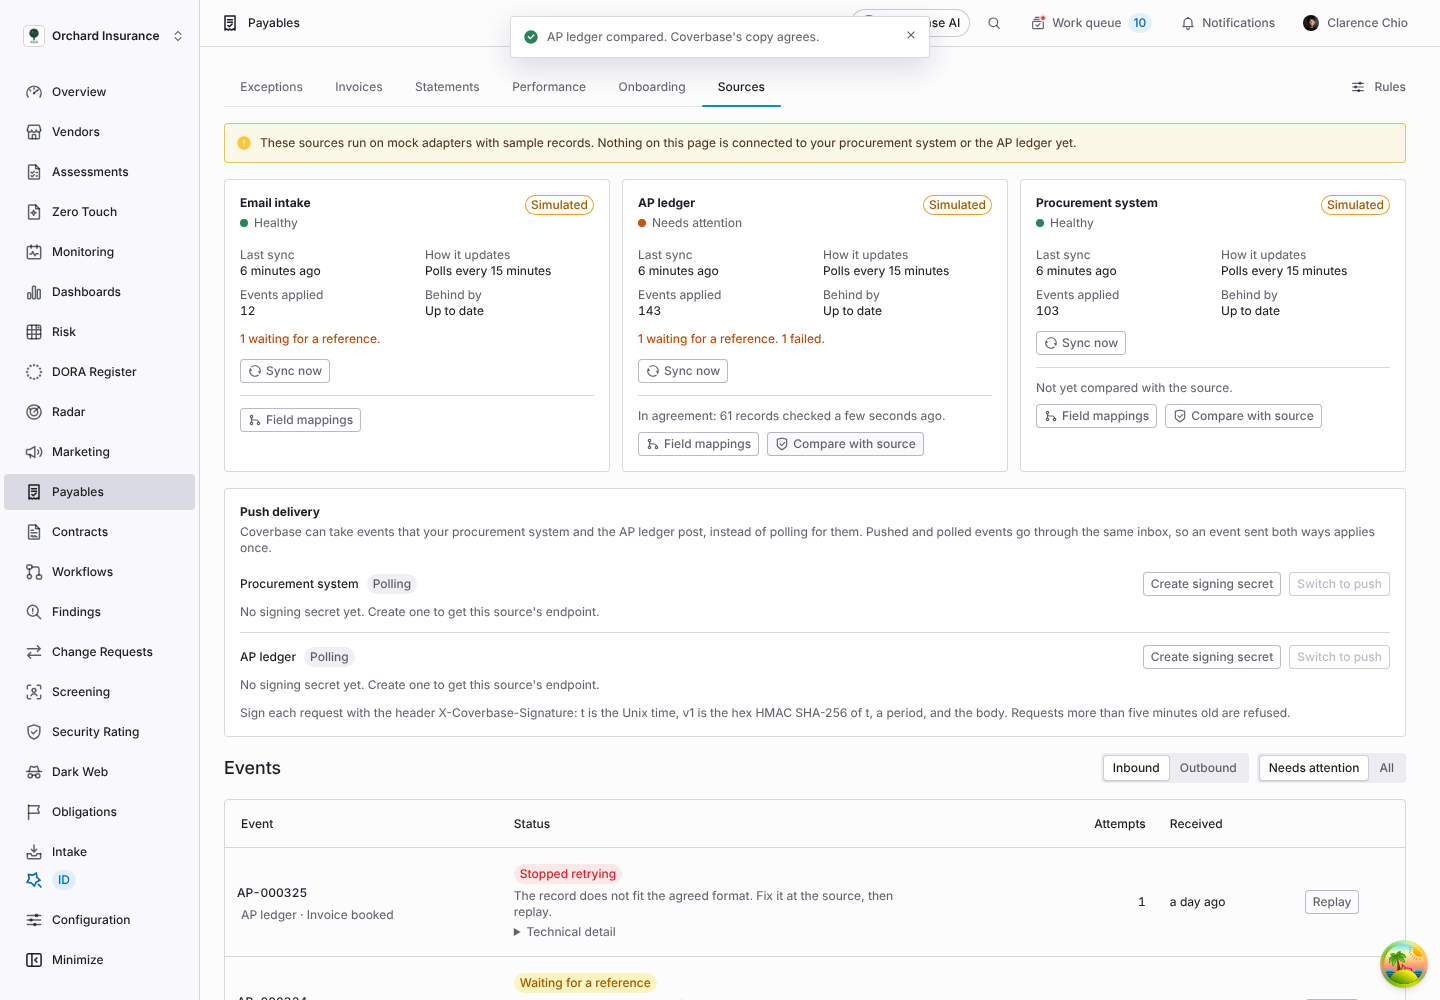 Orchard Insurance
Overview
Vendors
Assessments
Zero Touch
Monitoring
Dashboards
Risk
DORA Register
Radar
Marketing
Payables
Contracts
Workflows
Findings
Change Requests
Screening
Security Rating
Dark Web
Obligations
Intake
ID
Configuration
Minimize
Payables
AI
Work queue 10
Notifications
Clarence Chio
AP ledger compared. Coverbase's copy agrees.
Exceptions Invoices Statements Performance Onboarding Sources
Rules
These sources run on mock adapters with sample records. Nothing on this page is connected to your procurement system or the AP ledger yet.
Email intake Simulated
Healthy
Last sync How it updates
6 minutes ago Polls every 15 minutes
Events applied Behind by
12 Up to date
1 waiting for a reference.
Sync now
Field mappings
AP ledger Simulated
Needs attention
Last sync How it updates
6 minutes ago Polls every 15 minutes
Events applied Behind by
143 Up to date
1 waiting for a reference. 1 failed.
Sync now
In agreement: 61 records checked a few seconds ago.
Field mappings Compare with source
Procurement system Simulated
Healthy
Last sync How it updates
6 minutes ago Polls every 15 minutes
Events applied Behind by
103 Up to date
Sync now
Not yet compared with the source.
Field mappings Compare with source
Push delivery
Coverbase can take events that your procurement system and the AP ledger post, instead of polling for them. Pushed and polled events go through the same inbox, so an event sent both ways applies
once.
Procurement system Polling Create signing secret Switch to push
No signing secret yet. Create one to get this source's endpoint.
AP ledger Polling Create signing secret Switch to push
No signing secret yet. Create one to get this source's endpoint.
Sign each request with the header X-Coverbase-Signature: t is the Unix time, v1 is the hex HMAC SHA-256 of t, a period, and the body. Requests more than five minutes old are refused.
Events Inbound Outbound Needs attention All
Event Status Attempts Received
AP-000325
AP ledger · Invoice booked
Stopped retrying
The record does not fit the agreed format. Fix it at the source, then
replay.
Technical detail
1 a day ago Replay
Waiting for a reference